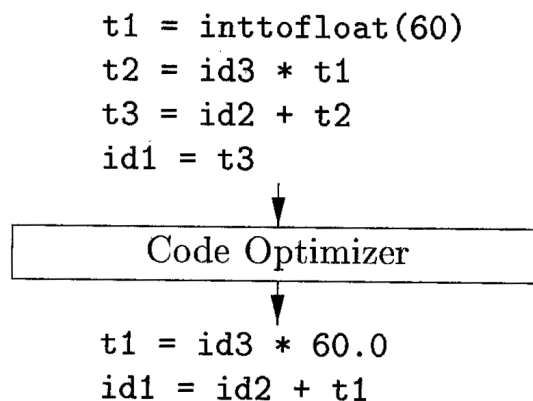 t1 = inttofloat(60)
t2 = id3 * t1
t3 = id2 + t2
id1 = t3
Code Optimizer
t1 = id3 * 60.0
id1 = id2 + t1